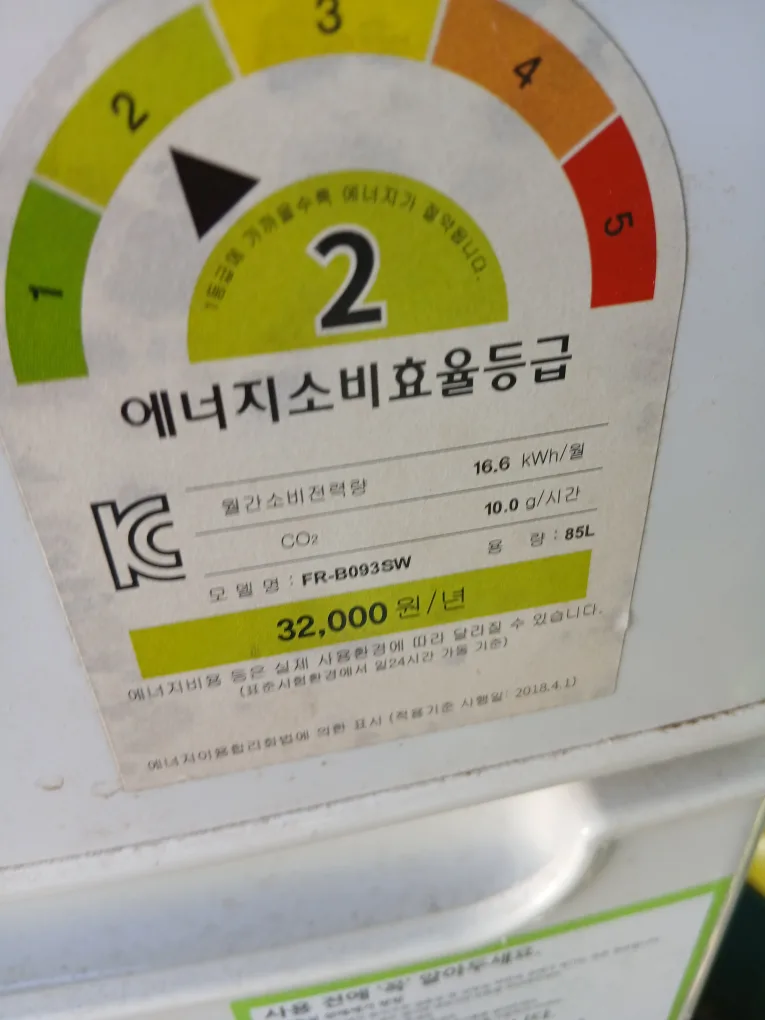 1
2
3
4
5
1등급에 가까울수록 에너지가 절약됩니다.
2
에너지소비효율등급
월간소비전력량 16.6 kWh/월
CO2 10.0 g/시간
모 델 명 : FR-B093SW 용 량 : 85L
32,000 원/년
에너지비용 등은 실제 사용환경에 따라 달라질 수 있습니다.
(표준시험환경에서 일24시간 가동 기준)
에너지이용합리화법에 의한 표시 (적용기준 시행일: 2018.4.1)
사용 전에 '꼭' 알아두세요.